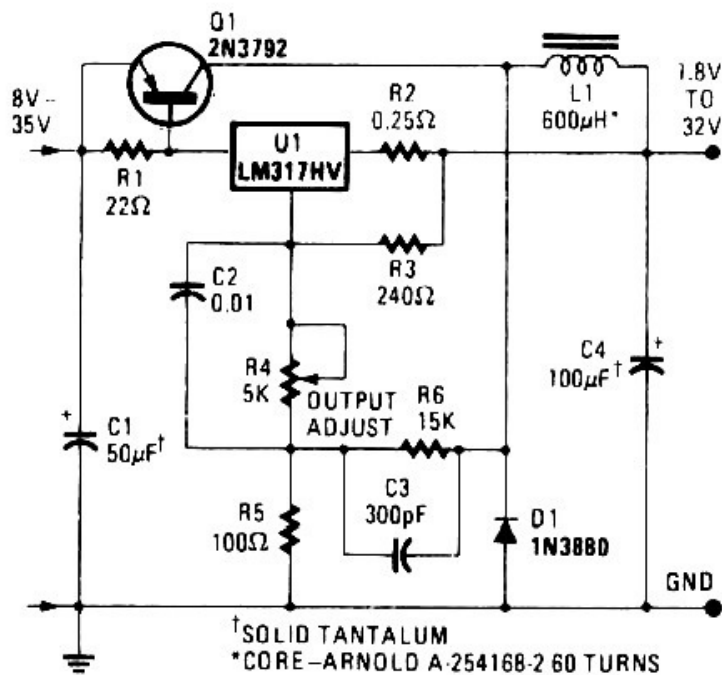 Q1
2N3792
8V–
35V
R1
22Ω
U1
LM317HV
R2
0.25Ω
L1
600µH*
1.8V
TO
32V
R3
240Ω
C2
0.01
R4
5K
OUTPUT
ADJUST
R6
15K
C4
100µF†
C1
50µF†
C3
300pF
R5
100Ω
D1
1N3880
GND
†SOLID TANTALUM
*CORE–ARNOLD A-254168-2 60 TURNS